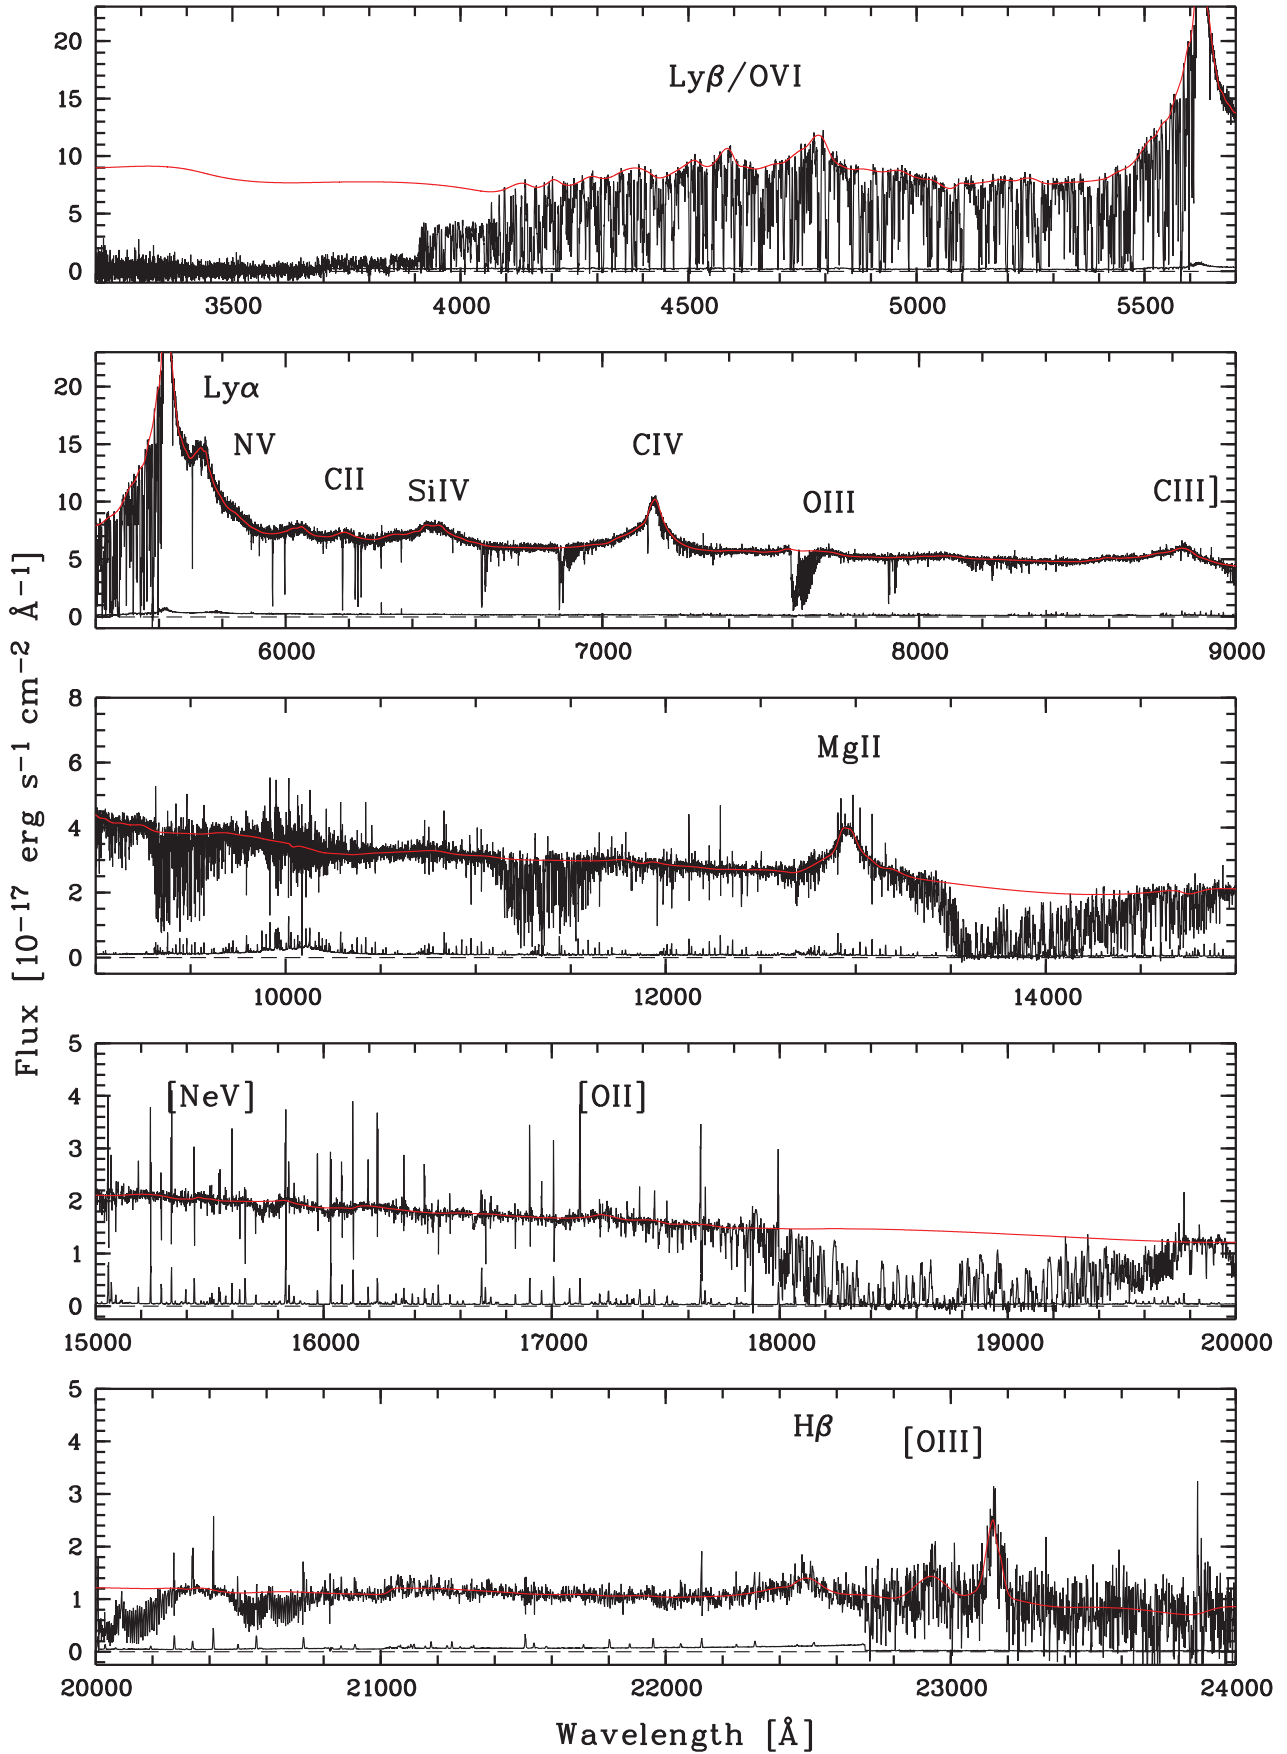 20
15
10
5
0
Lyβ/OVI
3500 4000 4500 5000 5500
20
15
10
5
0
Lyα
NV
CII
SiIV
CIV
OIII
CIII]
6000 7000 8000 9000
Flux [10⁻¹⁷ erg s⁻¹ cm⁻² Å⁻¹]
8
6
4
2
0
MgII
10000 12000 14000
5
4
3
2
1
0
[NeV] [OII]
15000 16000 17000 18000 19000 20000
5
4
3
2
1
0
Hβ
[OIII]
20000 21000 22000 23000 24000
Wavelength [Å]